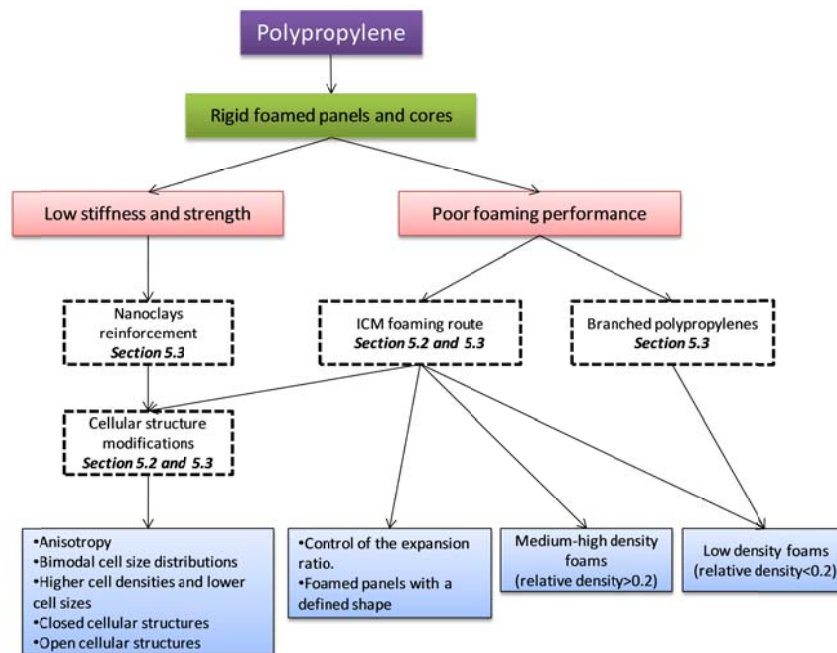 Polypropylene
Rigid foamed panels and cores
Low stiffness and strength
Poor foaming performance
Nanoclays
reinforcement
Section 5.3
ICM foaming route
Section 5.2 and 5.3
Branched polypropylenes
Section 5.3
Cellular structure
modifications
Section 5.2 and 5.3
•Anisotropy
•Bimodal cell size distributions
•Higher cell densities and lower
cell sizes
•Closed cellular structures
•Open cellular structures
•Control of the expansion
ratio.
•Foamed panels with a
defined shape
Medium-high density
foams
(relative density>0.2)
Low density foams
(relative density<0.2)